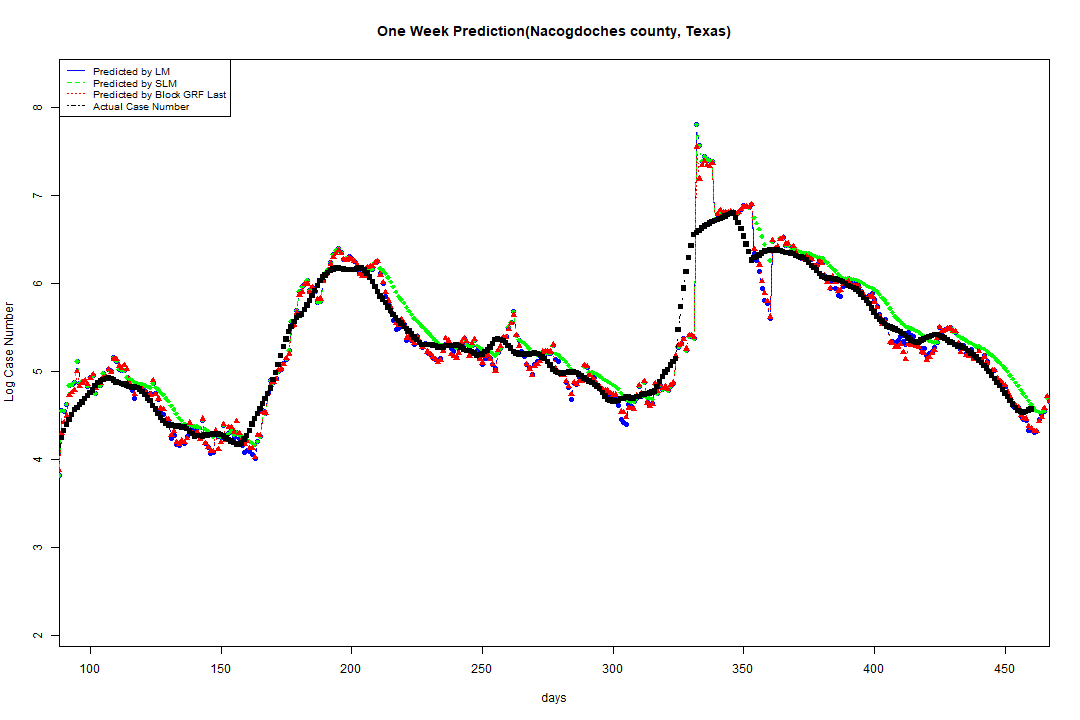 One Week Prediction(Nacogdoches county, Texas)
Predicted by LM
Predicted by SLM
Predicted by Block GRF Last
Actual Case Number
8
7
6
5
4
3
2
Log Case Number
100 150 200 250 300 350 400 450
days